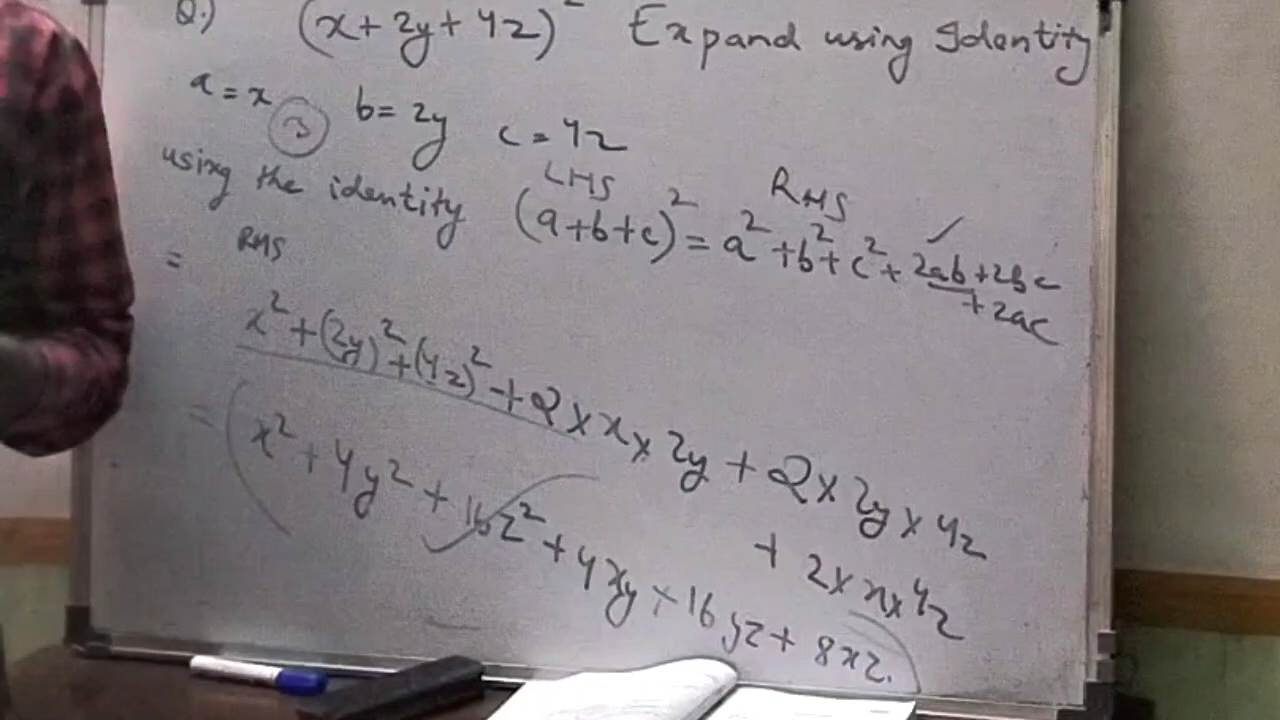 Q.) (x+2y+4z)² Expand using Identity
a = x b = 2y c = 4z
3
LHS RHS
using the identity (a+b+c)² = a²+b²+c²+2ab+2bc
+2ac
= RHS
x²+(2y)²+(4z)²+2×x×2y+2×2y×4z
+2×x×4z
= x²+4y²+16z²+4xy+16yz+8xz.